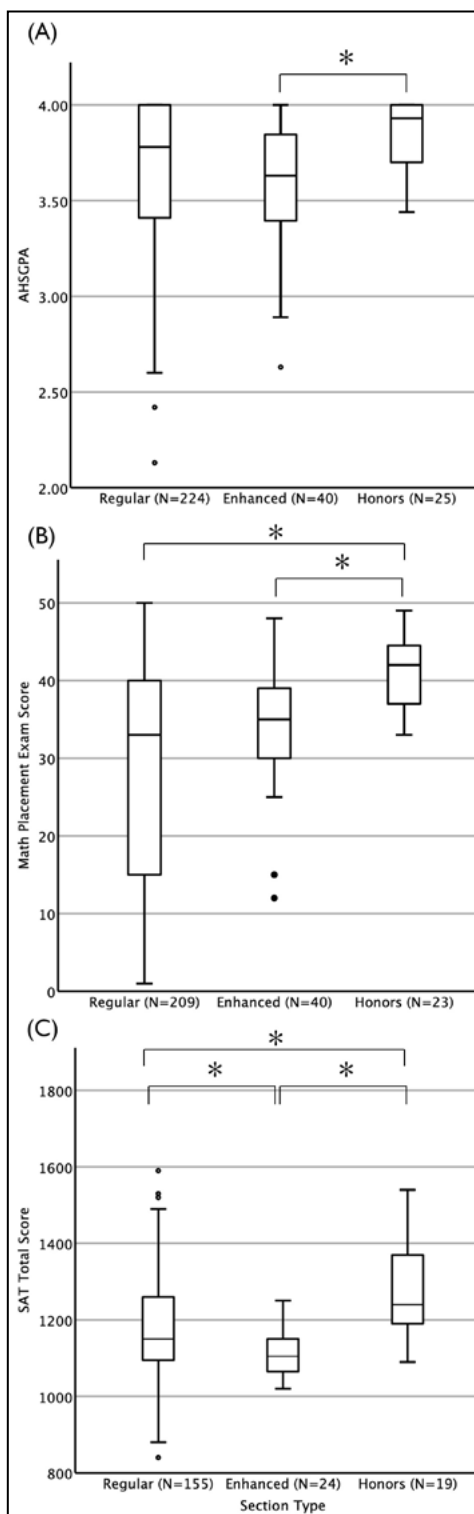 (A)
*
4.00
3.50
3.00
2.50
2.00
AHSGPA
Regular (N=224) Enhanced (N=40) Honors (N=25)
(B)
*
*
50
40
30
20
10
0
Math Placement Exam Score
Regular (N=209) Enhanced (N=40) Honors (N=23)
(C)
*
* *
1800
1600
1400
1200
1000
800
SAT Total Score
Regular (N=155) Enhanced (N=24) Honors (N=19)
Section Type